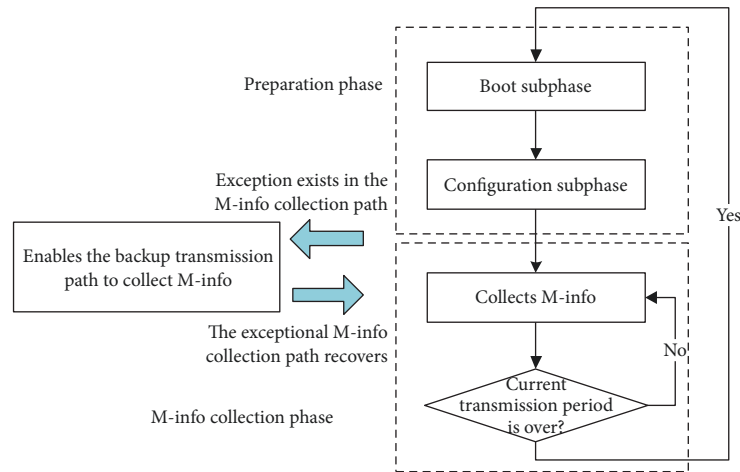 Preparation phase
Boot subphase
Exception exists in the
M-info collection path
Configuration subphase
Yes
Enables the backup transmission
path to collect M-info
Collects M-info
The exceptional M-info
collection path recovers
No
Current
transmission period
is over?
M-info collection phase